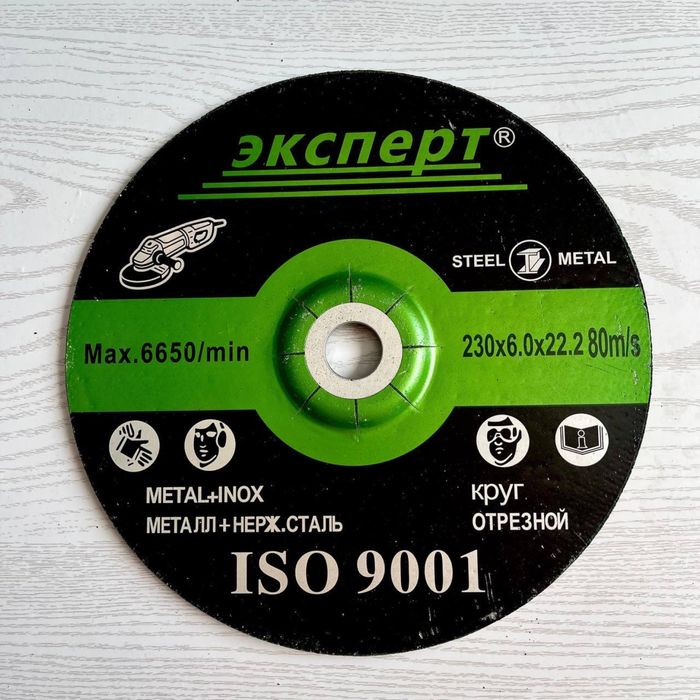 эксперт®
STEEL METAL
Max.6650/min
230x6.0x22.2 80m/s
METAL+INOX
МЕТАЛЛ+НЕРЖ.СТАЛЬ
круг
ОТРЕЗНОЙ
ISO 9001